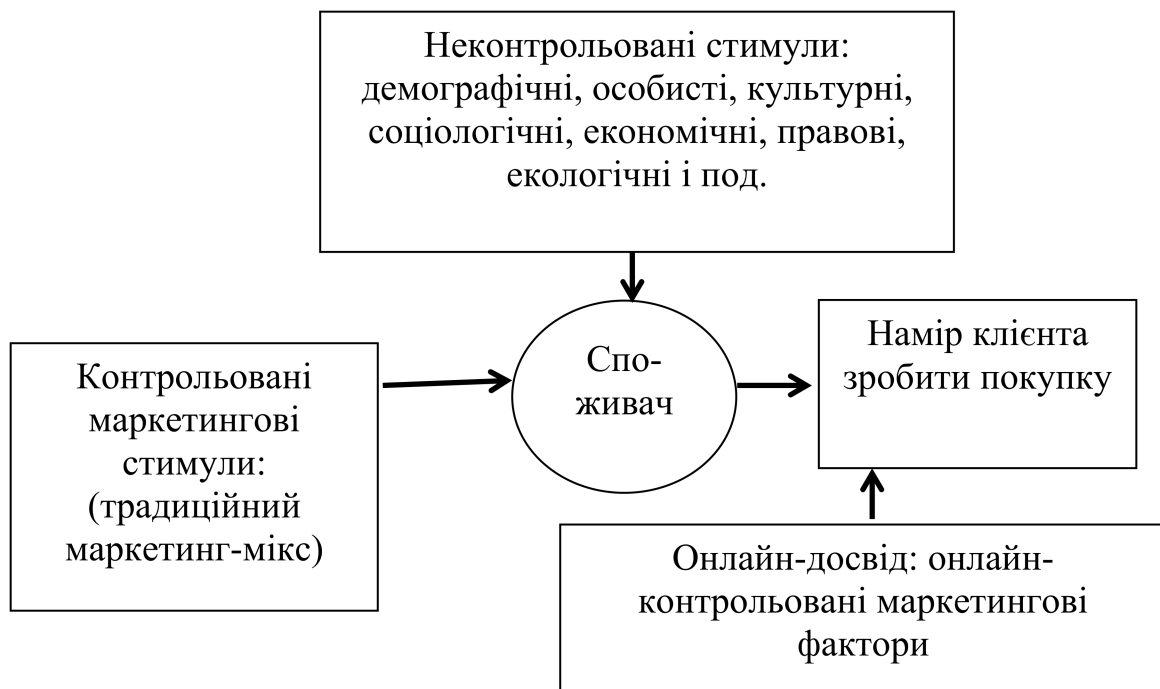 Неконтрольовані стимули:
демографічні, особисті, культурні,
соціологічні, економічні, правові,
екологічні і под.
Контрольовані
маркетингові
стимули:
(традиційний
маркетинг-мікс)
Спо-
живач
Намір клієнта
зробити покупку
Онлайн-досвід: онлайн-
контрольовані маркетингові
фактори